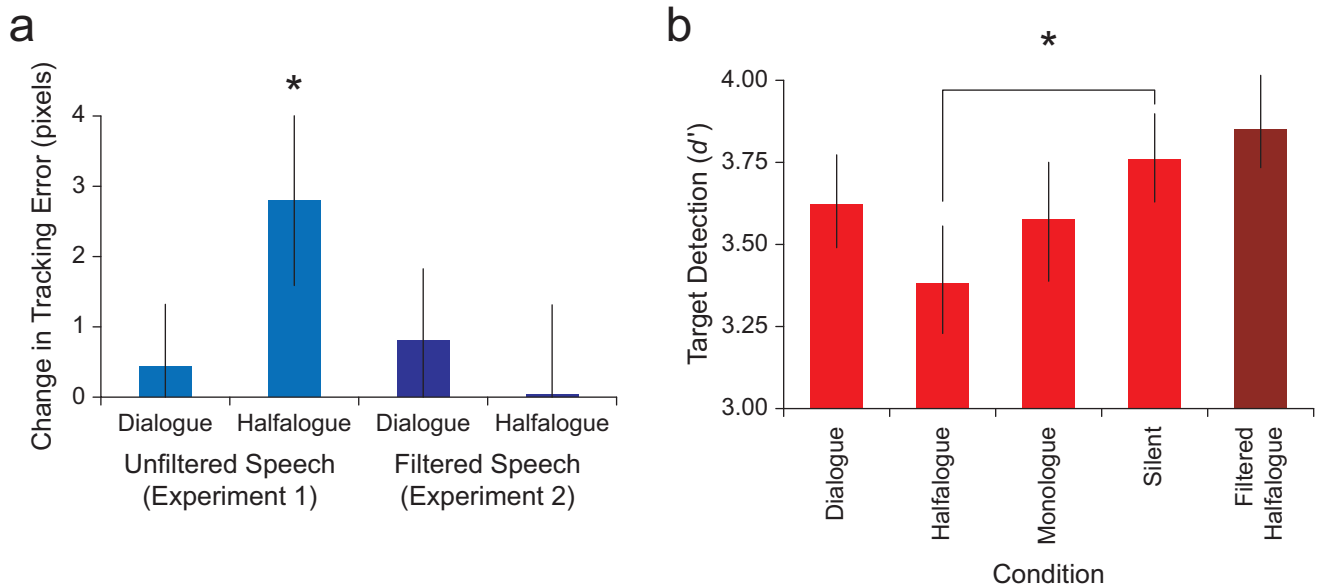 a
Change in Tracking Error (pixels)
4
3
2
1
0
*
Dialogue Halfalogue Dialogue Halfalogue
Unfiltered Speech Filtered Speech
(Experiment 1) (Experiment 2)
b
Target Detection (d')
4.00
3.75
3.50
3.25
3.00
*
Dialogue
Halfalogue
Monologue
Silent
Filtered
Halfalogue
Condition